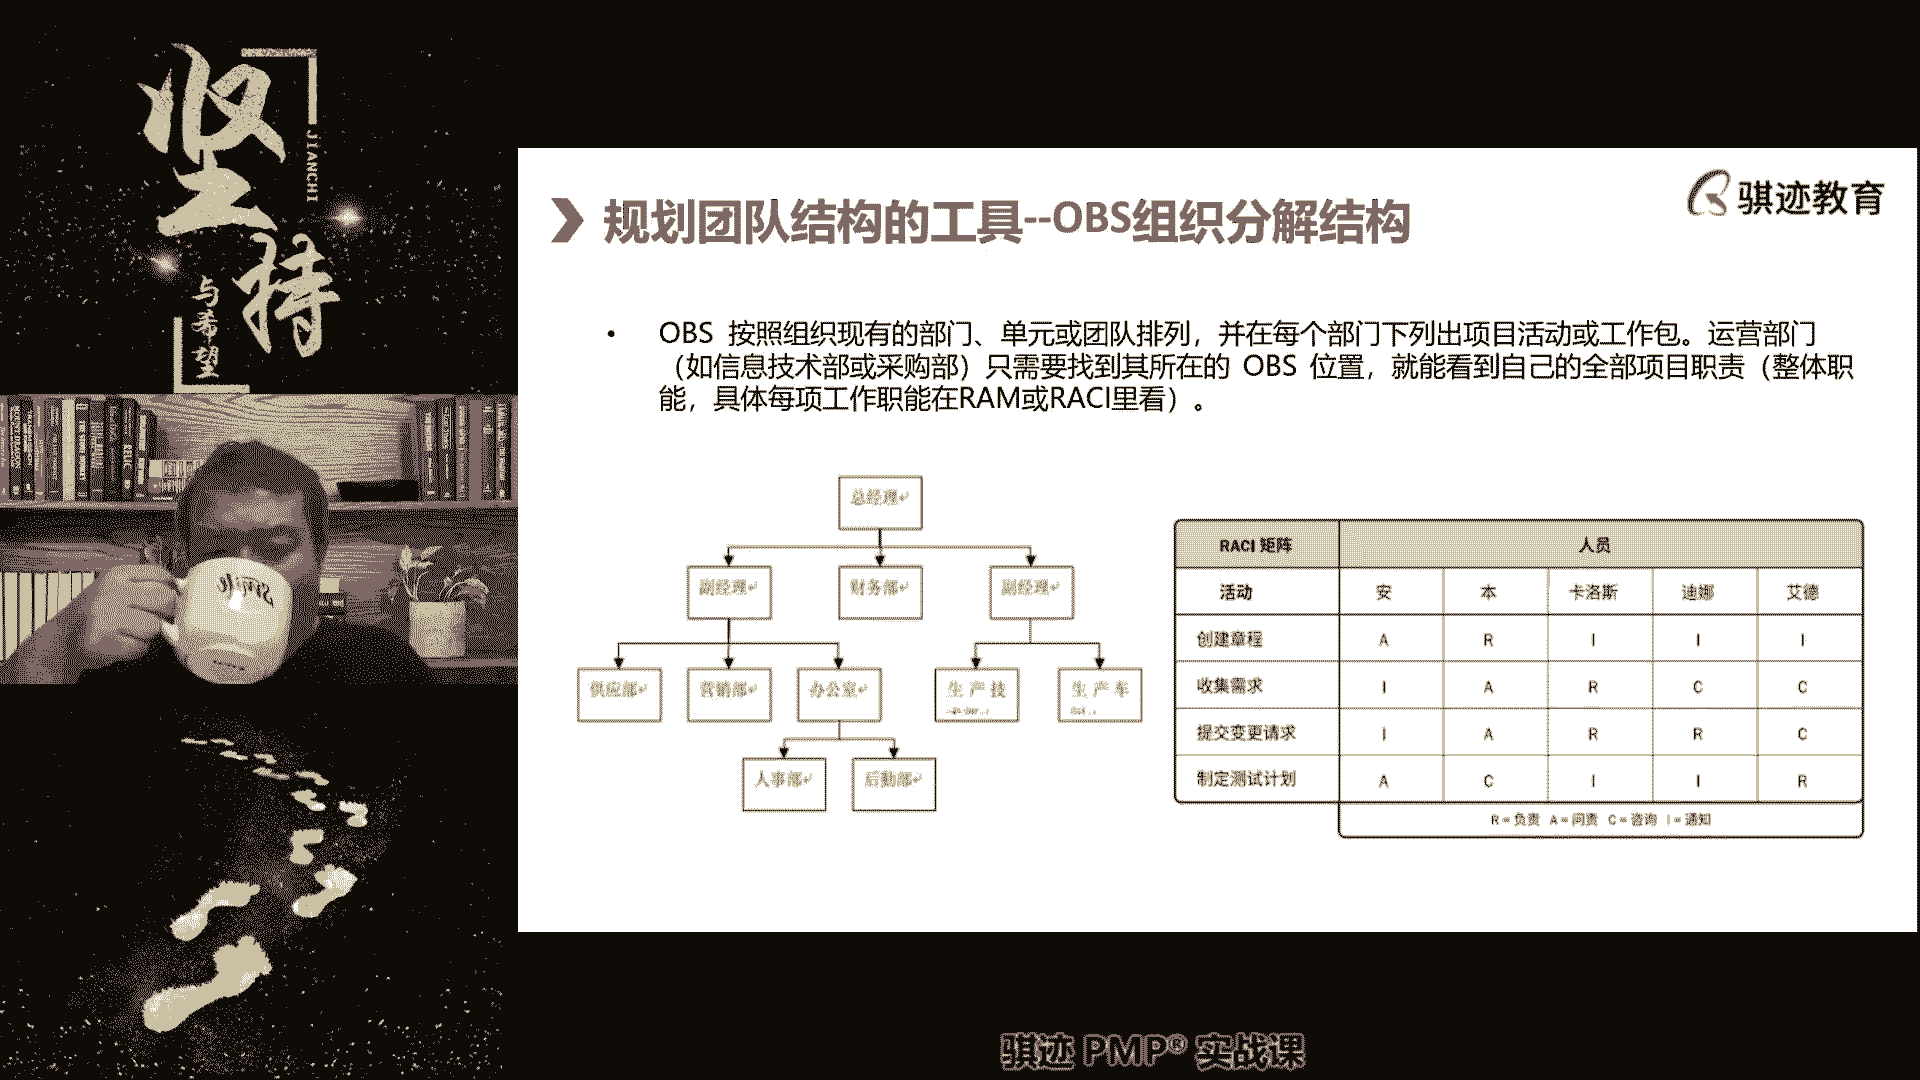 坚持
JIANCHI
与希望
骐迹教育
规划团队结构的工具--OBS组织分解结构
• OBS 按照组织现有的部门、单元或团队排列，并在每个部门下列出项目活动或工作包。运营部门
（如信息技术部或采购部）只需要找到其所在的 OBS 位置，就能看到自己的全部项目职责（整体职
能，具体每项工作职能在RAM或RACI里看）。
总经理
副经理 财务部 副经理
供应部 营销部 办公室 生产技 生产车
人事部 后勤部
RACI 矩阵 人员
活动 安 本 卡洛斯 迪娜 艾德
创建章程 A R I I I
收集需求 I A R C C
提交变更请求 I A R R C
制定测试计划 A C I I R
R = 负责 A = 问责 C = 咨询 I = 通知
Smile
骐迹 PMP® 实战课